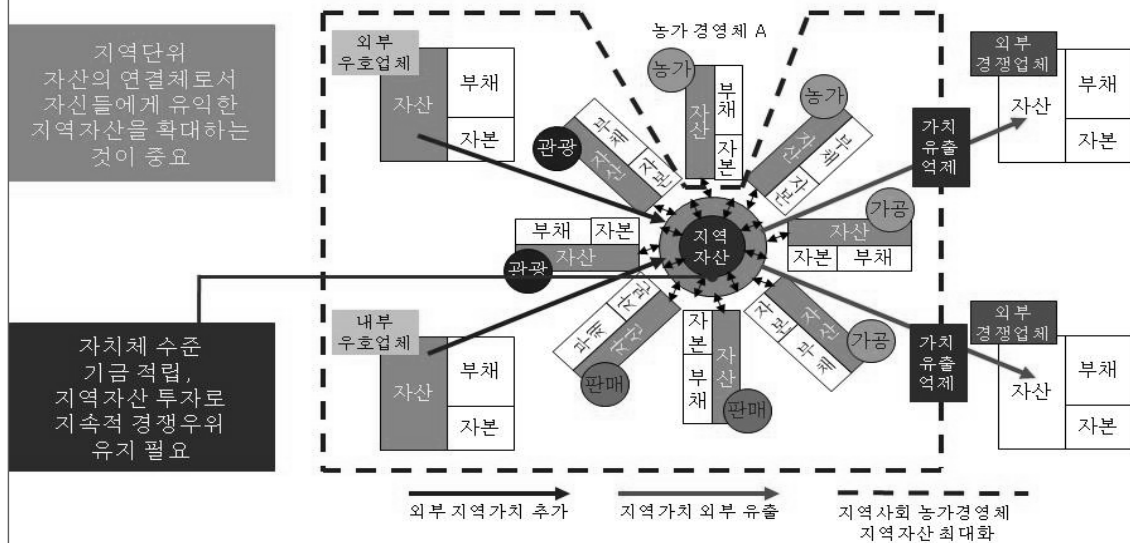 지역단위
자산의 연결체로서
자신들에게 유익한
지역자산을 확대하는
것이 중요
자치체 수준
기금 적립,
지역자산 투자로
지속적 경쟁우위
유지 필요
외부
우호업체
자산
부채
자본
내부
우호업체
자산
부채
자본
농가 경영체 A
농가
자산
부채
자본
농가
자산
부채
자본
관광
자산
부채
자본
부채
자본
자산
관광
지역
자산
가공
자산
자본
부채
부채
자본
자산
판매
자본
부채
자산
판매
자산
자본
부채
가공
가치
유출
억제
가치
유출
억제
외부
경쟁업체
자산
부채
자본
외부
경쟁업체
자산
부채
자본
외부 지역가치 추가
지역가치 외부 유출
지역사회 농가경영체
지역자산 최대화